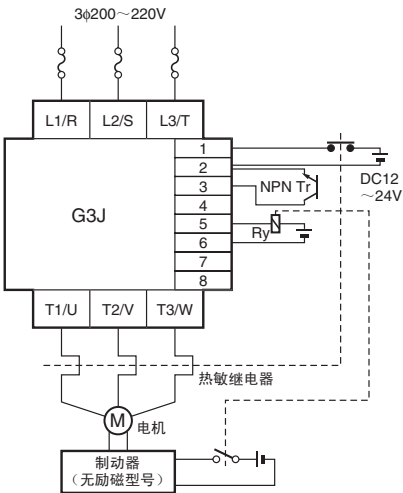 3ϕ200～220V
L1/R L2/S L3/T
1
2
3
4
5
6
7
8
G3J
NPN Tr
DC12
～24V
Ry
T1/U T2/V T3/W
热敏继电器
M
电机
制动器
（无励磁型号）